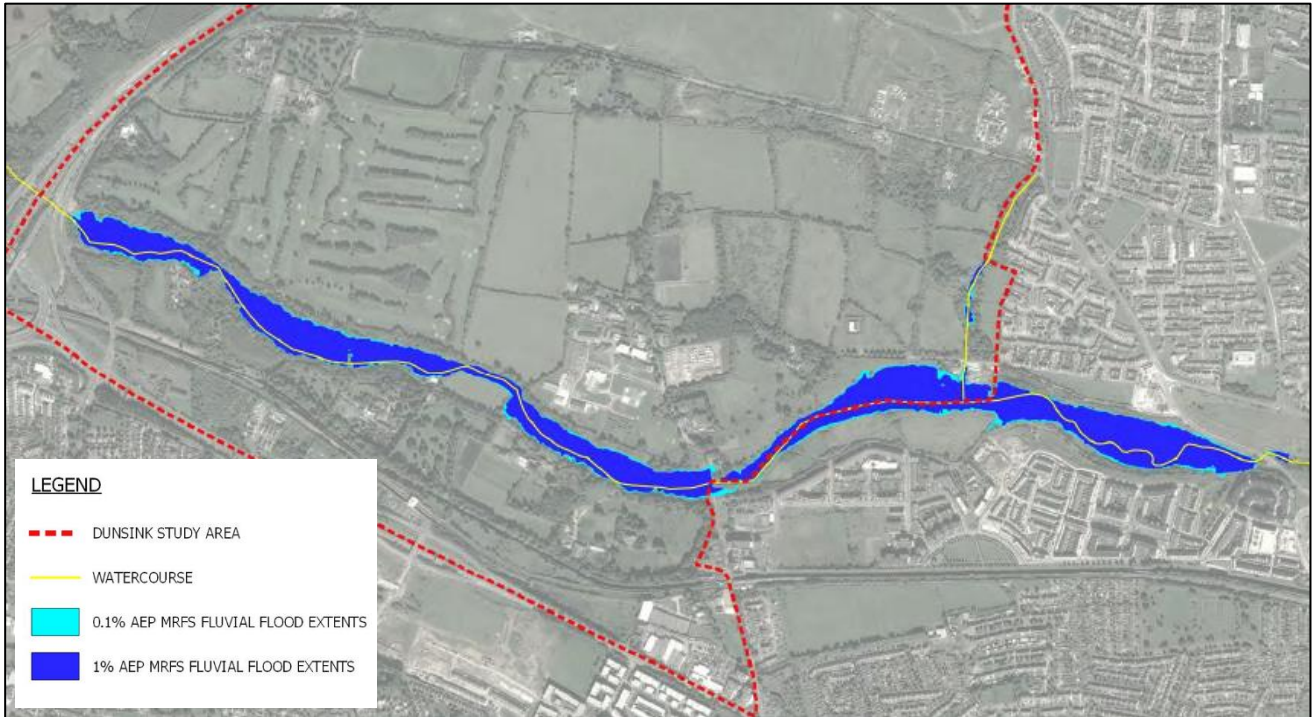 LEGEND
DUNSINK STUDY AREA
WATERCOURSE
0.1% AEP MRFS FLUVIAL FLOOD EXTENTS
1% AEP MRFS FLUVIAL FLOOD EXTENTS